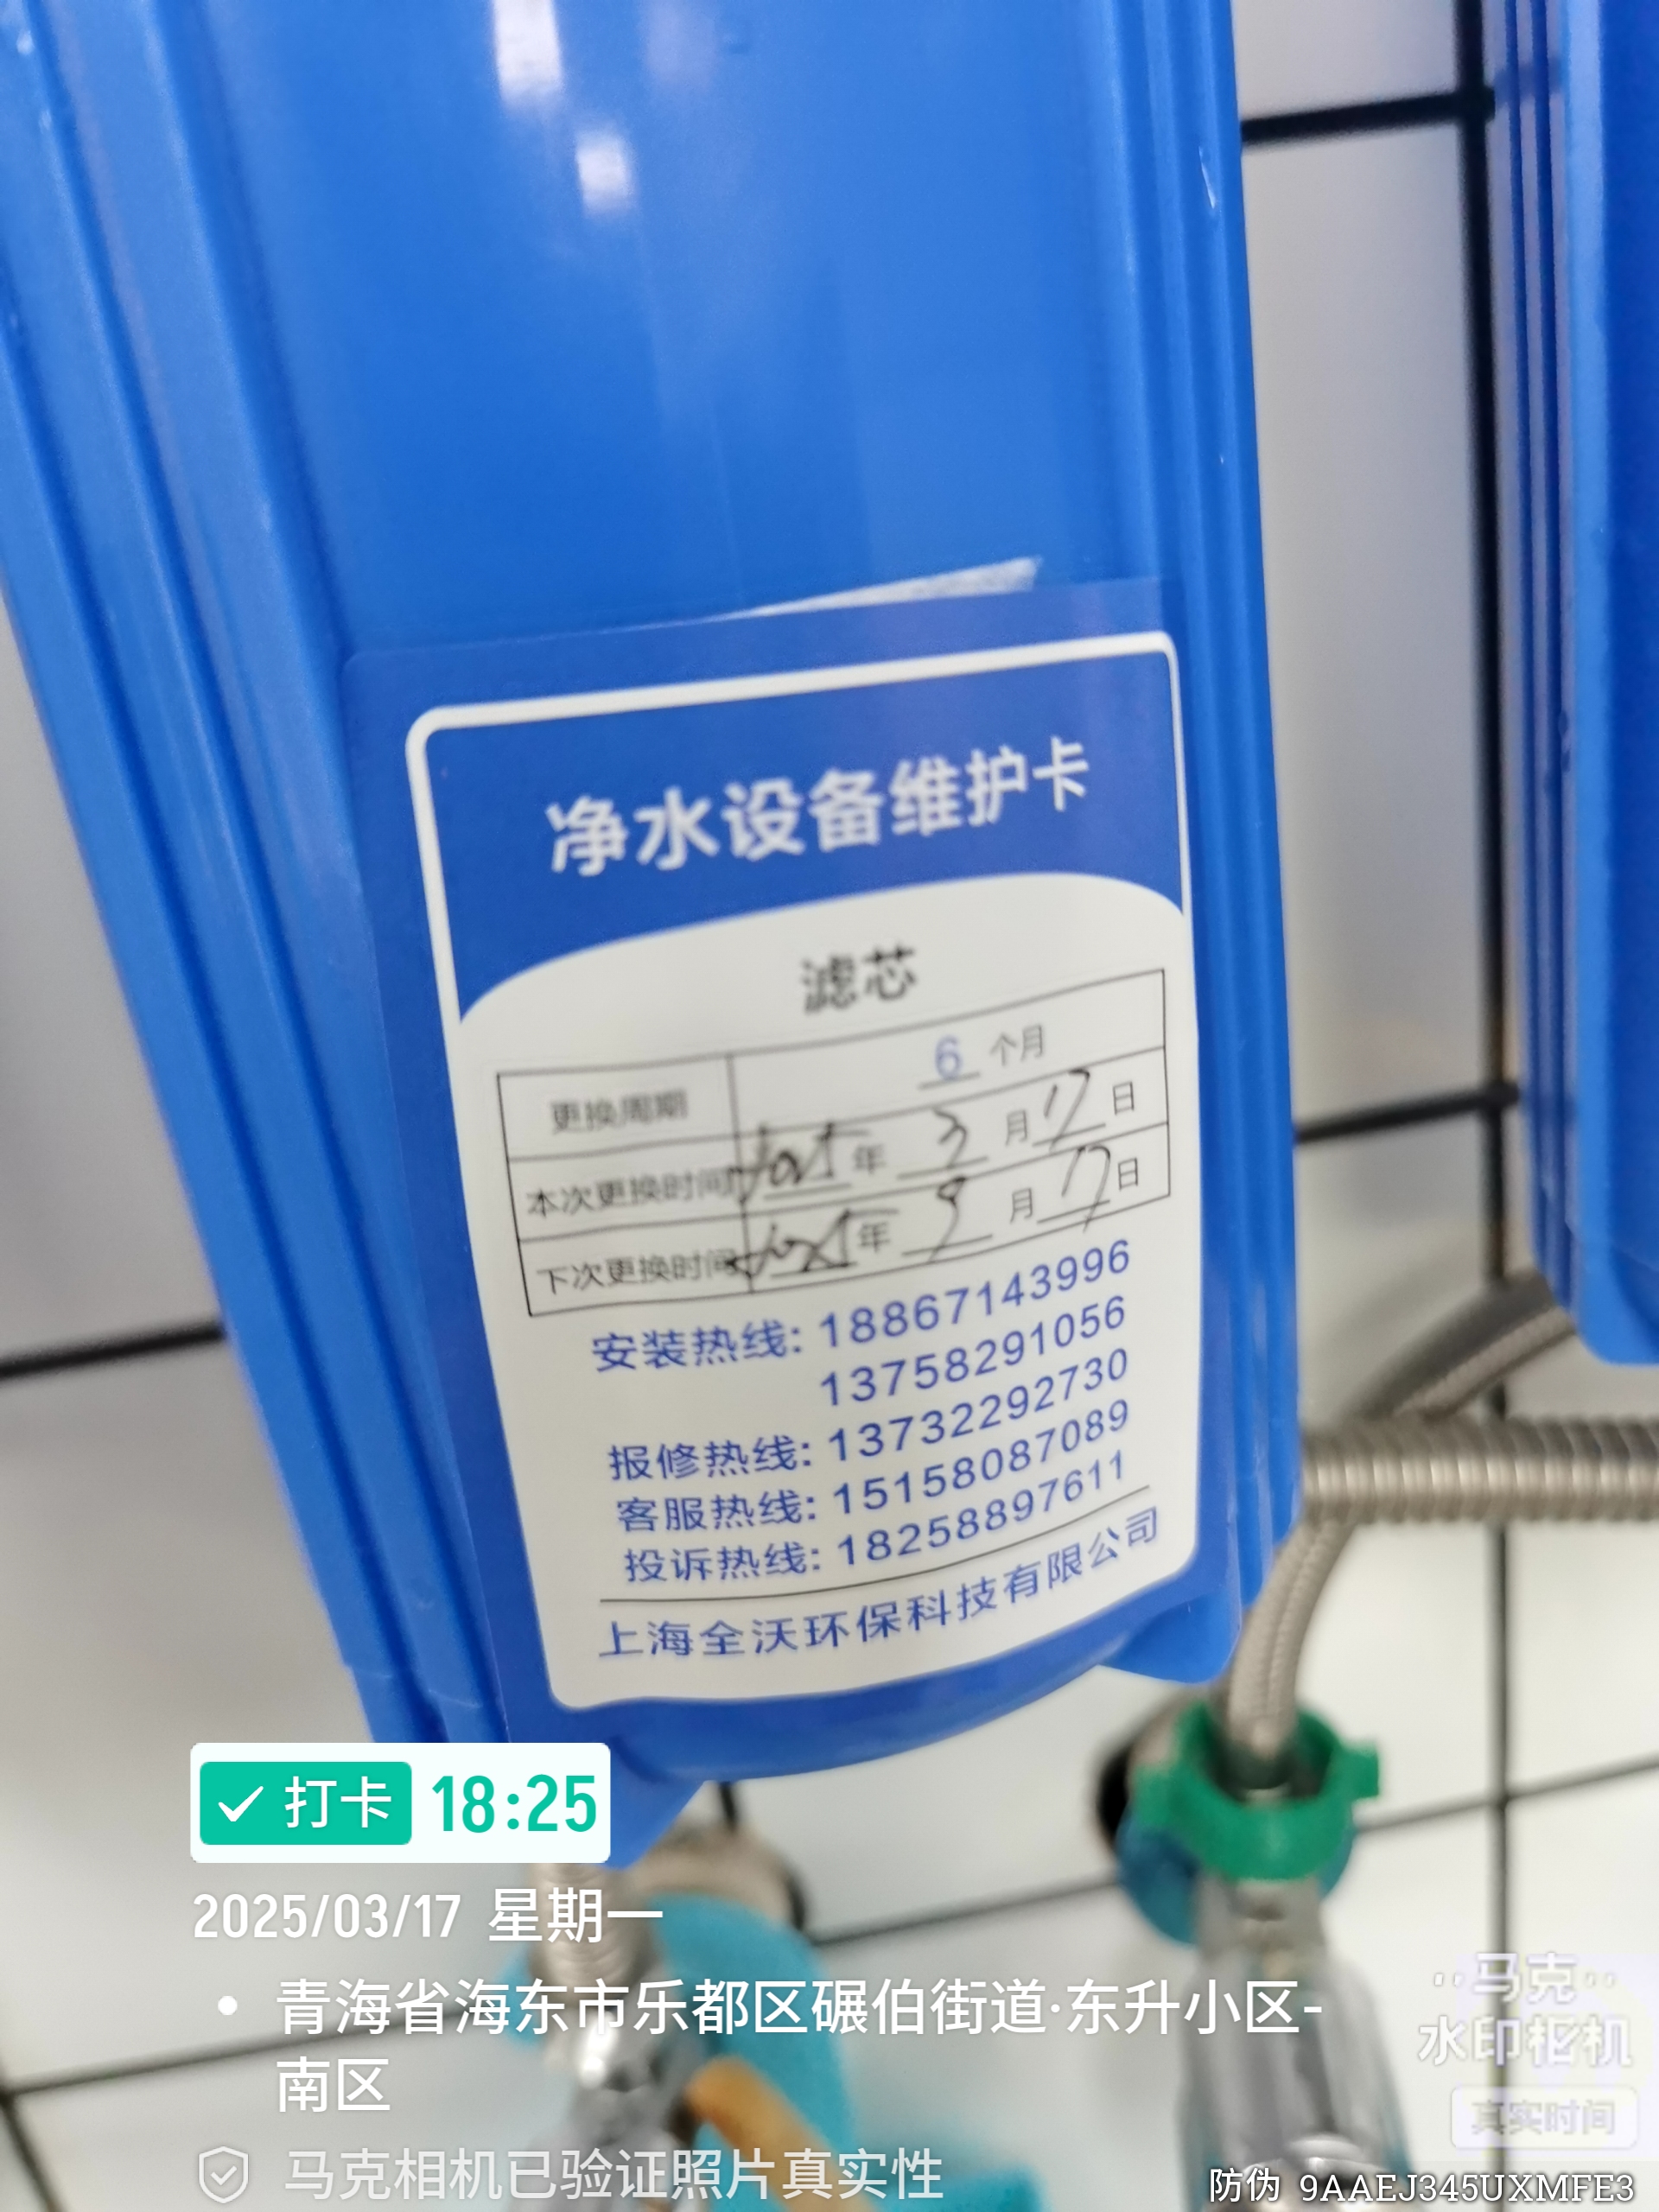 净水设备维护卡
滤芯
更换周期 6 个月
本次更换时间 2025 年 3 月 17 日
下次更换时间 2025 年 9 月 17 日
安装热线: 18867143996
13758291056
报修热线: 13732292730
客服热线: 15158087089
投诉热线: 18258897611
上海全沃环保科技有限公司
打卡 18:25
2025/03/17 星期一
青海省海东市乐都区碾伯街道·东升小区-
南区
马克相机已验证照片真实性
马克
水印相机
真实时间
防伪 9AAEJ345UXMFE3